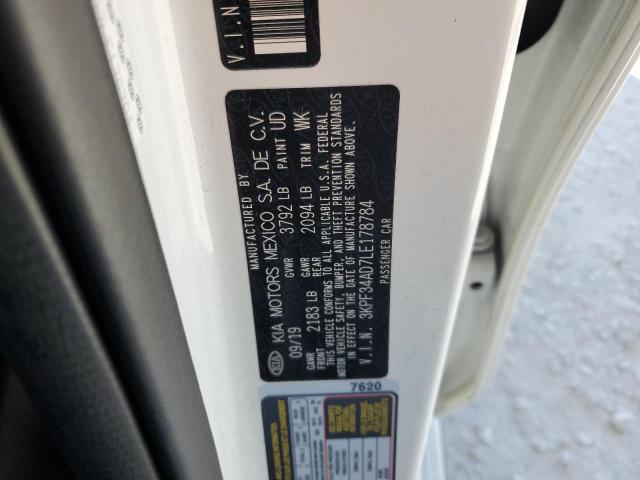 V.I.N.
MANUFACTURED BY
KIA KIA MOTORS MEXICO S.A. DE C.V.
09/19 GVWR 3792 LB PAINT UD
GAWR FRONT 2183 LB GAWR REAR 2094 LB TRIM WK
THIS VEHICLE CONFORMS TO ALL APPLICABLE U.S.A. FEDERAL
MOTOR VEHICLE SAFETY, BUMPER, AND THEFT PREVENTION STANDARDS
IN EFFECT ON THE DATE OF MANUFACTURE SHOWN ABOVE.
V.I.N. 3KPF34AD7LE178784
PASSENGER CAR
7620